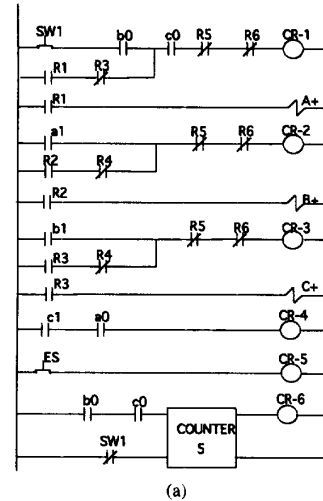 SW1 b0 c0 R5 R6 CR-1
R1 R3
R1 A+
a1 R5 R6 CR-2
R2 R4
R2 B+
b1 R5 R6 CR-3
R3 R4
R3 C+
c1 a0 CR-4
ES CR-5
b0 c0 CR-6
COUNTER
SW1 5
(a)